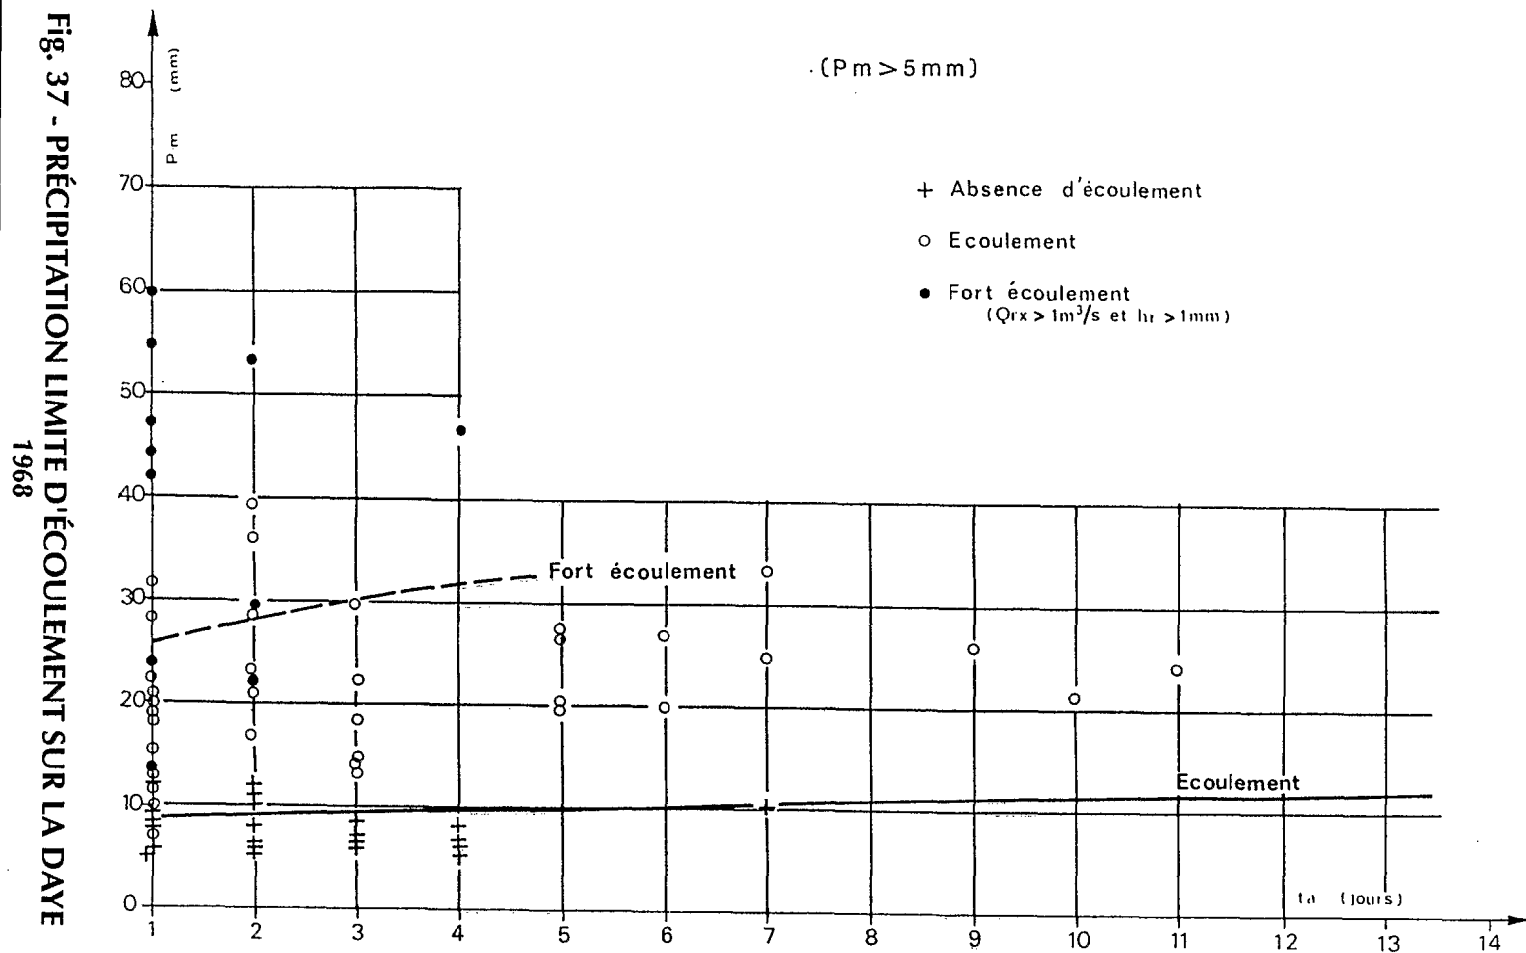 Fig. 37 - PRÉCIPITATION LIMITE D'ÉCOULEMENT SUR LA DAYE
1968
Pm (mm)
(Pm > 5mm)
+ Absence d'écoulement
○ Ecoulement
● Fort écoulement
(Qrx > 1m³/s et hr > 1mm)
80
70
60
50
40
30
20
10
0
Fort écoulement
Ecoulement
ta (jours)
1 2 3 4 5 6 7 8 9 10 11 12 13 14